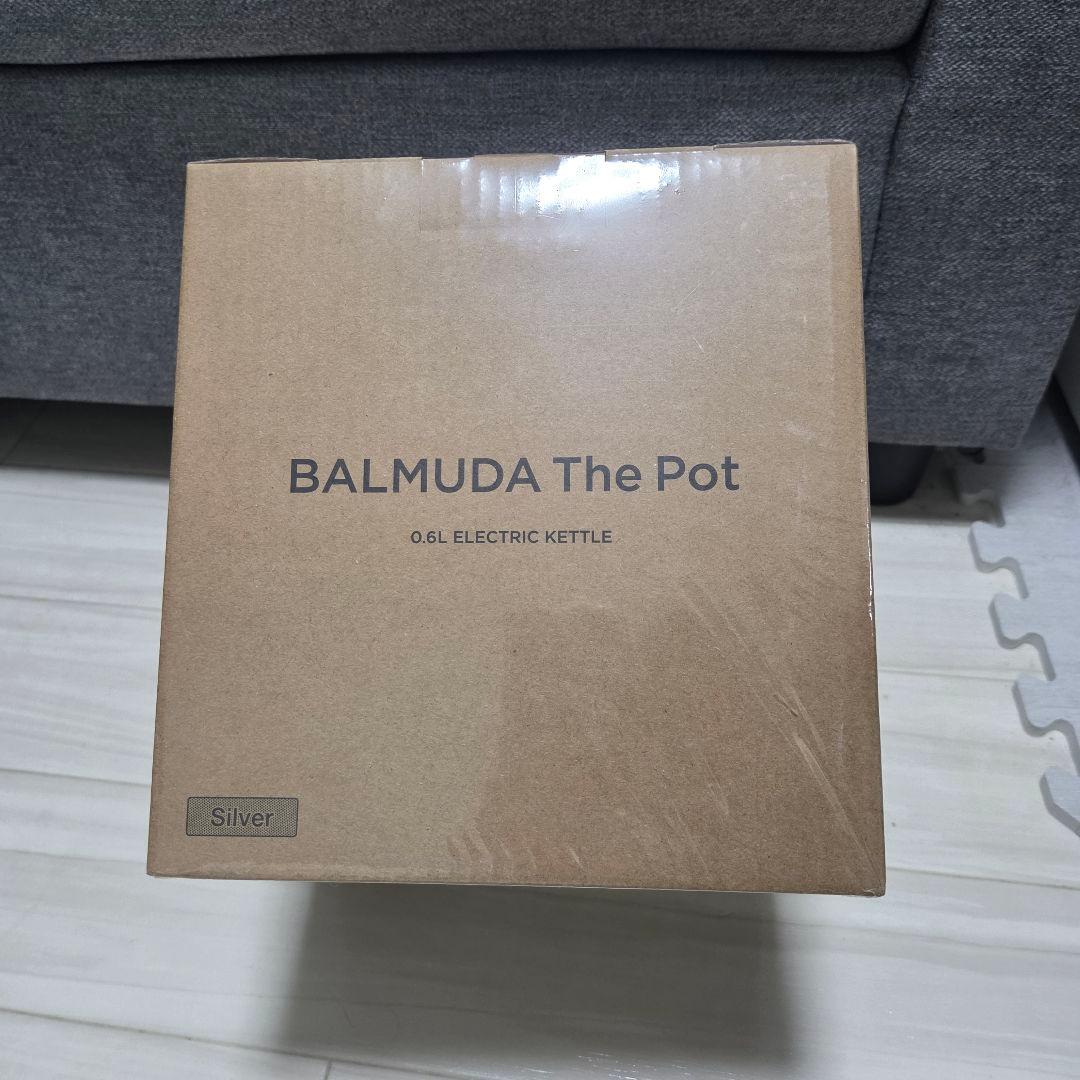 BALMUDA The Pot
0.6L ELECTRIC KETTLE
Silver